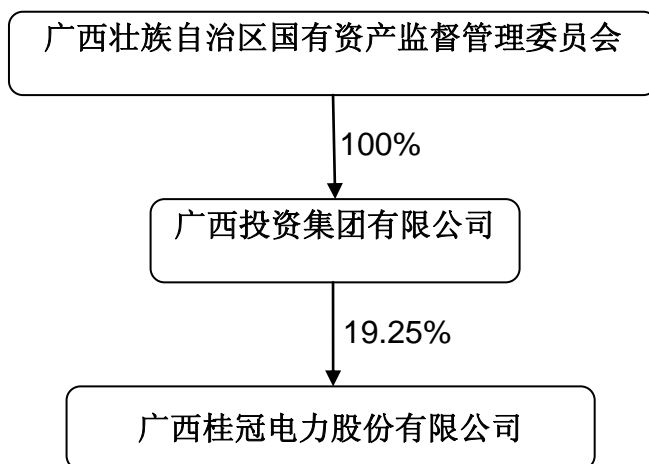 广西壮族自治区国有资产监督管理委员会
100%
广西投资集团有限公司
19.25%
广西桂冠电力股份有限公司